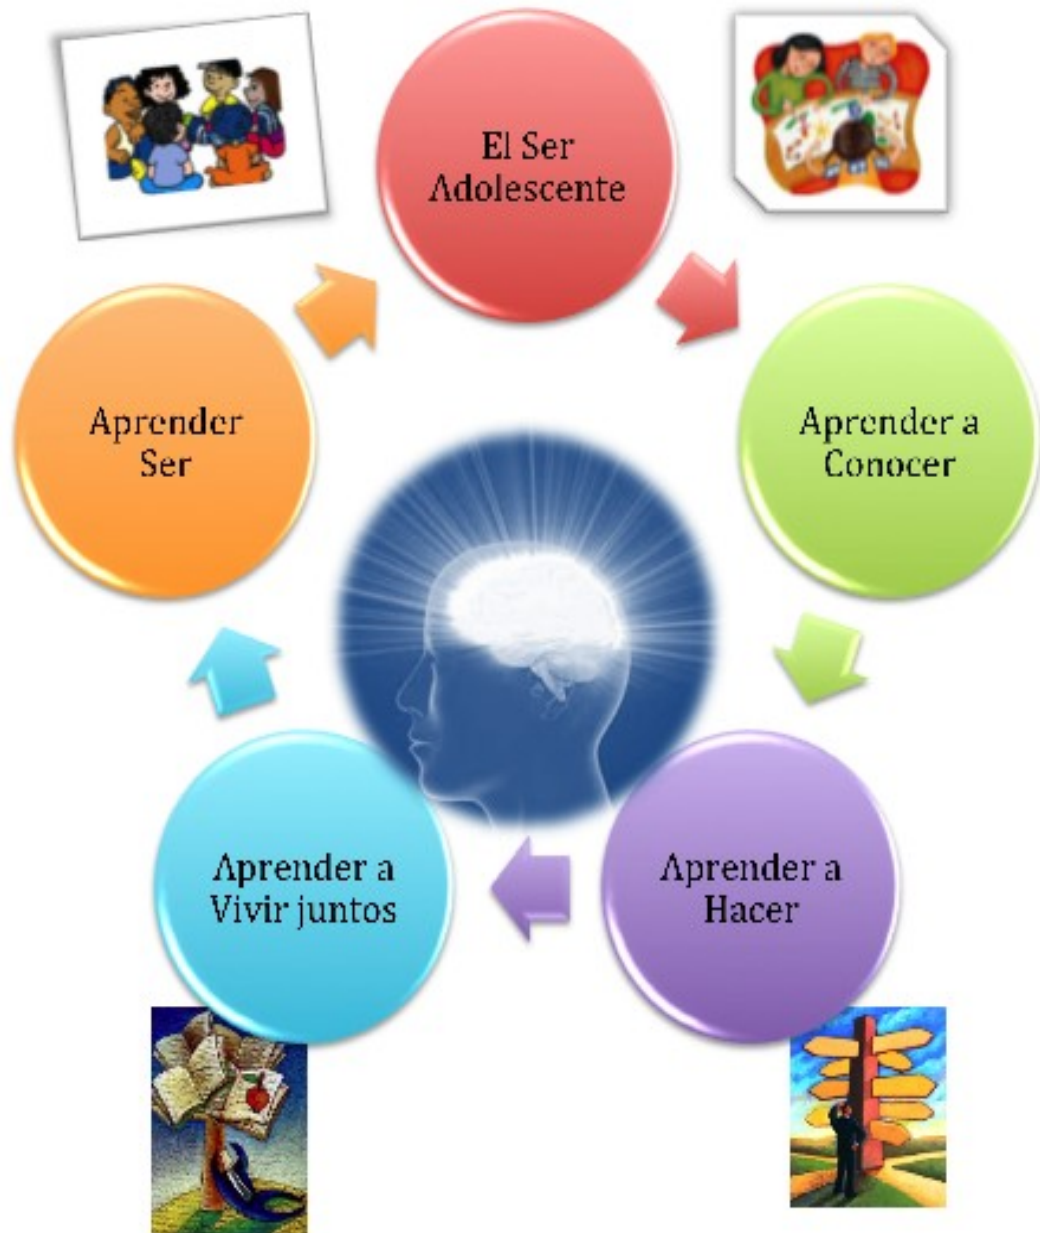 El Ser
Adolescente
Aprender a
Conocer
Aprender a
Hacer
Aprender a
Vivir juntos
Aprender
Ser